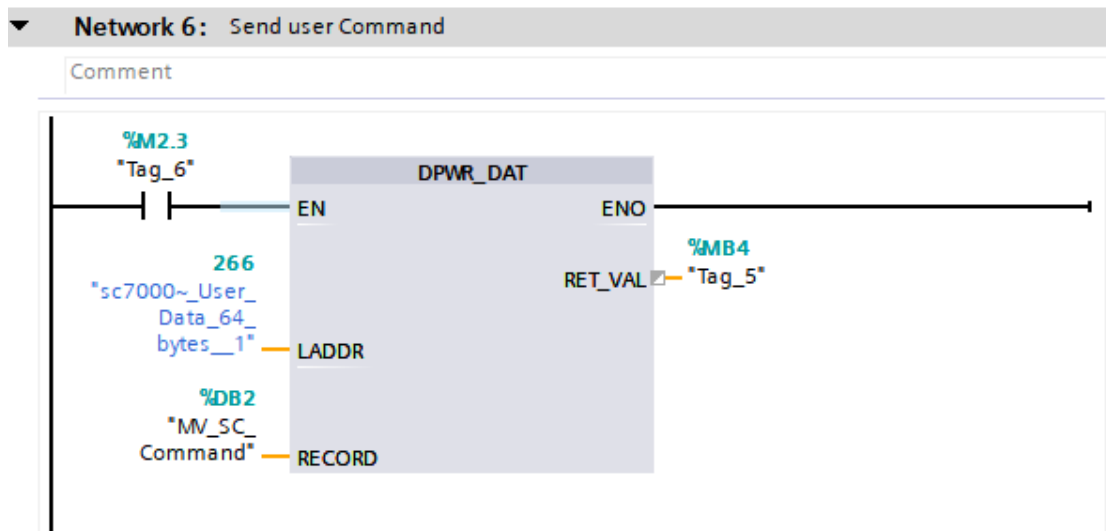 Network 6: Send user Command
Comment
%M2.3
"Tag_6"
DPWR_DAT
EN
ENO
%MB4
"Tag_5"
RET_VAL
266
"sc7000~_User_
Data_64_
bytes__1"
LADDR
%DB2
"MV_SC_
Command"
RECORD